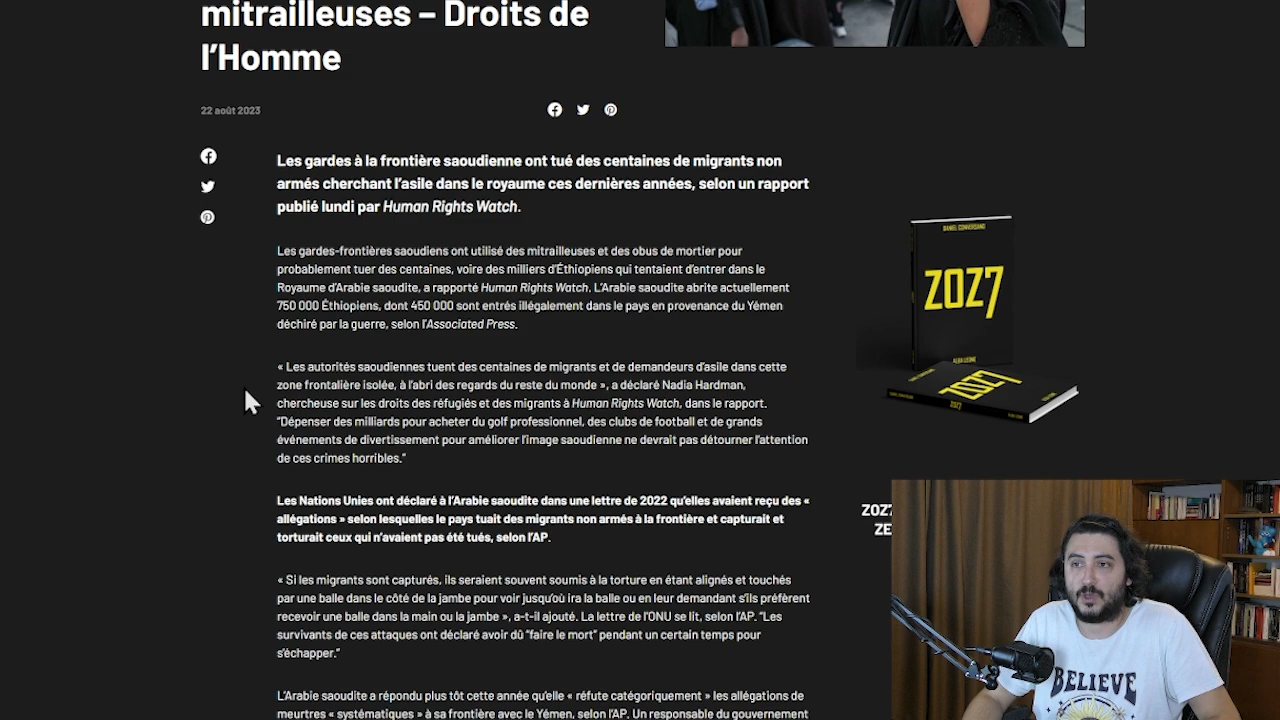 mitrailleuses – Droits de
l'Homme
22 août 2023
Les gardes à la frontière saoudienne ont tué des centaines de migrants non
armés cherchant l'asile dans le royaume ces dernières années, selon un rapport
publié lundi par Human Rights Watch.
Les gardes-frontières saoudiens ont utilisé des mitrailleuses et des obus de mortier pour
probablement tuer des centaines, voire des milliers d'Éthiopiens qui tentaient d'entrer dans le
Royaume d'Arabie saoudite, a rapporté Human Rights Watch. L'Arabie saoudite abrite actuellement
750 000 Éthiopiens, dont 450 000 sont entrés illégalement dans le pays en provenance du Yémen
déchiré par la guerre, selon l'Associated Press.
« Les autorités saoudiennes tuent des centaines de migrants et de demandeurs d'asile dans cette
zone frontalière isolée, à l'abri des regards du reste du monde », a déclaré Nadia Hardman,
chercheuse sur les droits des réfugiés et des migrants à Human Rights Watch, dans le rapport.
"Dépenser des milliards pour acheter du golf professionnel, des clubs de football et de grands
événements de divertissement pour améliorer l'image saoudienne ne devrait pas détourner l'attention
de ces crimes horribles."
Les Nations Unies ont déclaré à l'Arabie saoudite dans une lettre de 2022 qu'elles avaient reçu des «
allégations » selon lesquelles le pays tuait des migrants non armés à la frontière et capturait et
torturait ceux qui n'avaient pas été tués, selon l'AP.
« Si les migrants sont capturés, ils seraient souvent soumis à la torture en étant alignés et touchés
par une balle dans le côté de la jambe pour voir jusqu'où ira la balle ou en leur demandant s'ils préfèrent
recevoir une balle dans la main ou la jambe », a-t-il ajouté. La lettre de l'ONU se lit, selon l'AP. "Les
survivants de ces attaques ont déclaré avoir dû "faire le mort" pendant un certain temps pour
s'échapper."
L'Arabie saoudite a répondu plus tôt cette année qu'elle « réfute catégoriquement » les allégations de
meurtres « systématiques » à sa frontière avec le Yémen, selon l'AP. Un responsable du gouvernement
DANIEL CONVERSANO
ZOZ7
ALBA LEONE
ZOZ7
ZOZ7
ZOZ7
ZE
BELIEVE